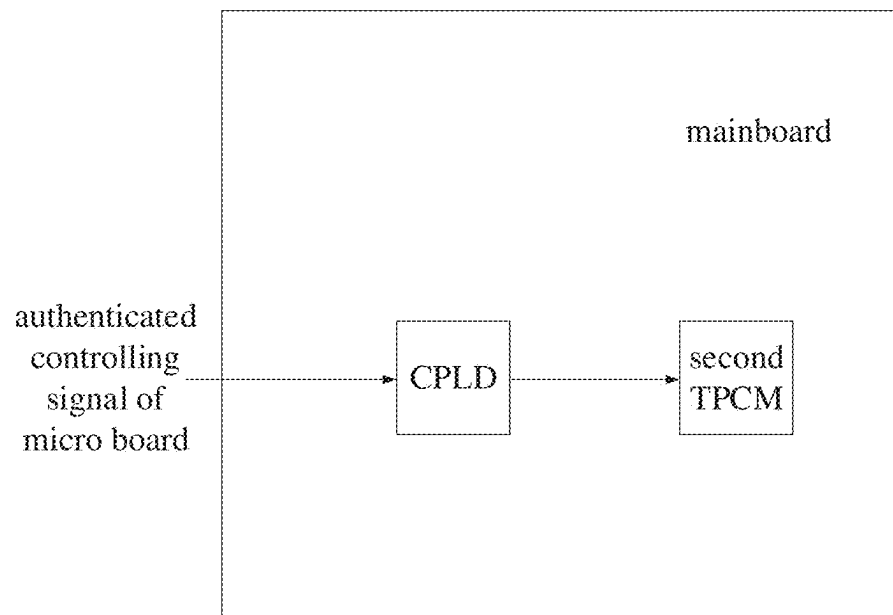 mainboard
authenticated
controlling
signal of
micro board
CPLD
second
TPCM